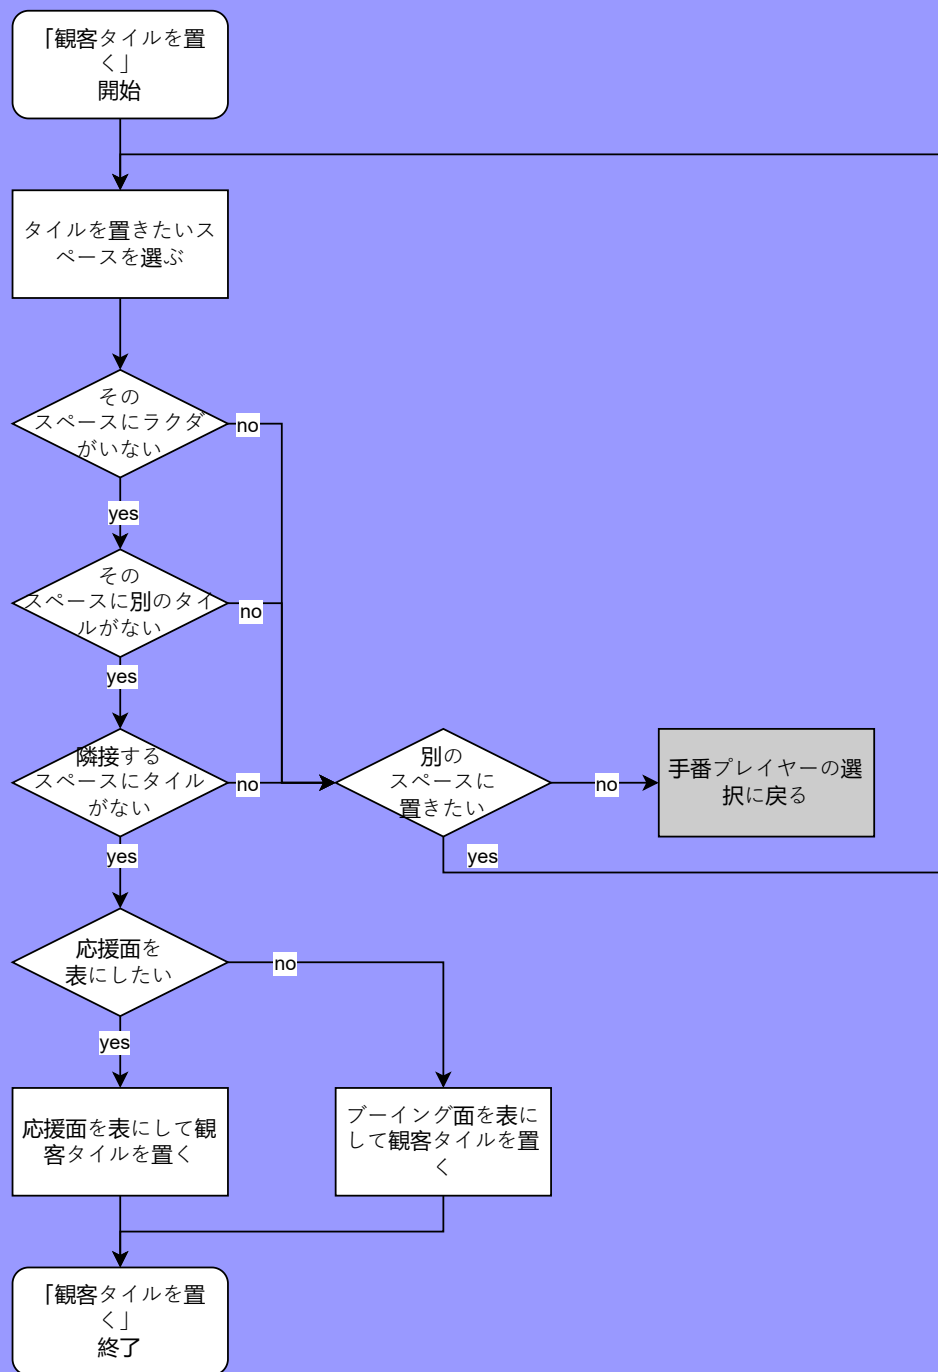 「観客タイルを置
く」
開始
タイルを置きたいス
ペースを選ぶ
その
スペースにラクダ
がいない
no
yes
その
スペースに別のタイ
ルがない
no
yes
隣接する
スペースにタイル
がない
no
別の
スペースに
置きたい
no
手番プレイヤーの選
択に戻る
yes
yes
応援面を
表にしたい
no
yes
応援面を表にして観
客タイルを置く
ブーイング面を表に
して観客タイルを置
く
「観客タイルを置
く」
終了